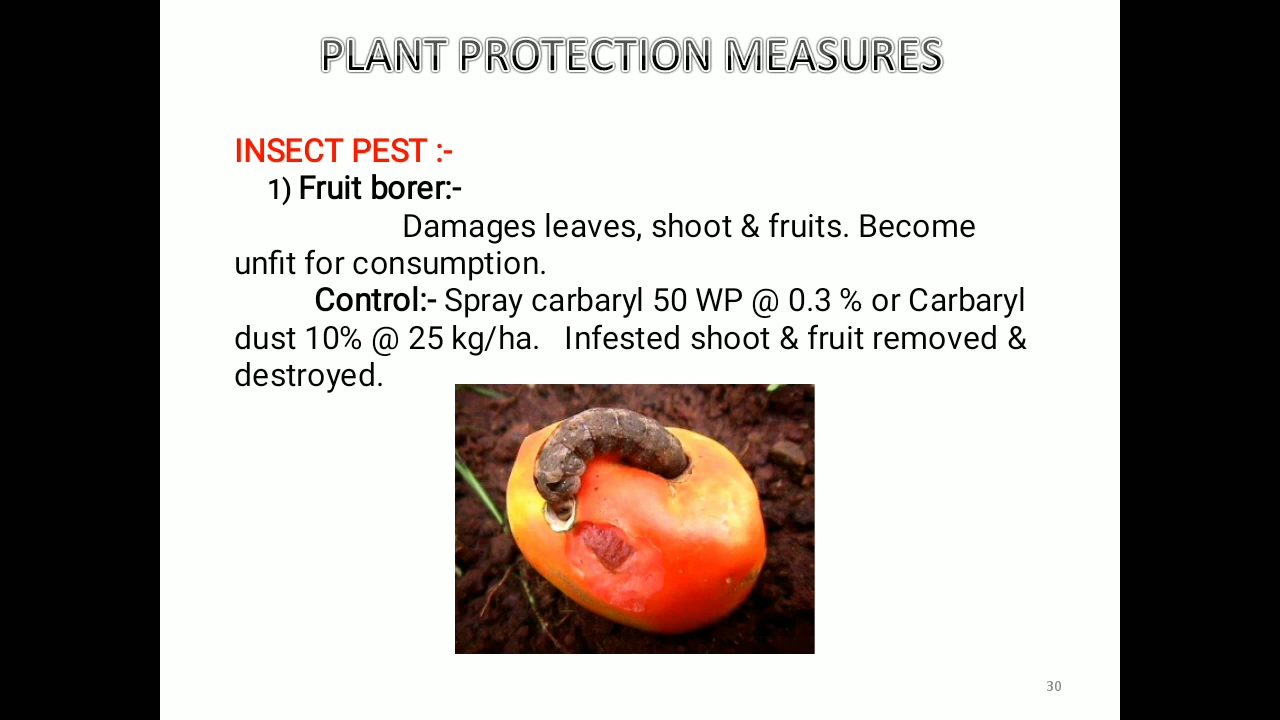 PLANT PROTECTION MEASURES
INSECT PEST :-
1) Fruit borer:-
Damages leaves, shoot & fruits. Become
unfit for consumption.
Control:- Spray carbaryl 50 WP @ 0.3 % or Carbaryl
dust 10% @ 25 kg/ha. Infested shoot & fruit removed &
destroyed.
30